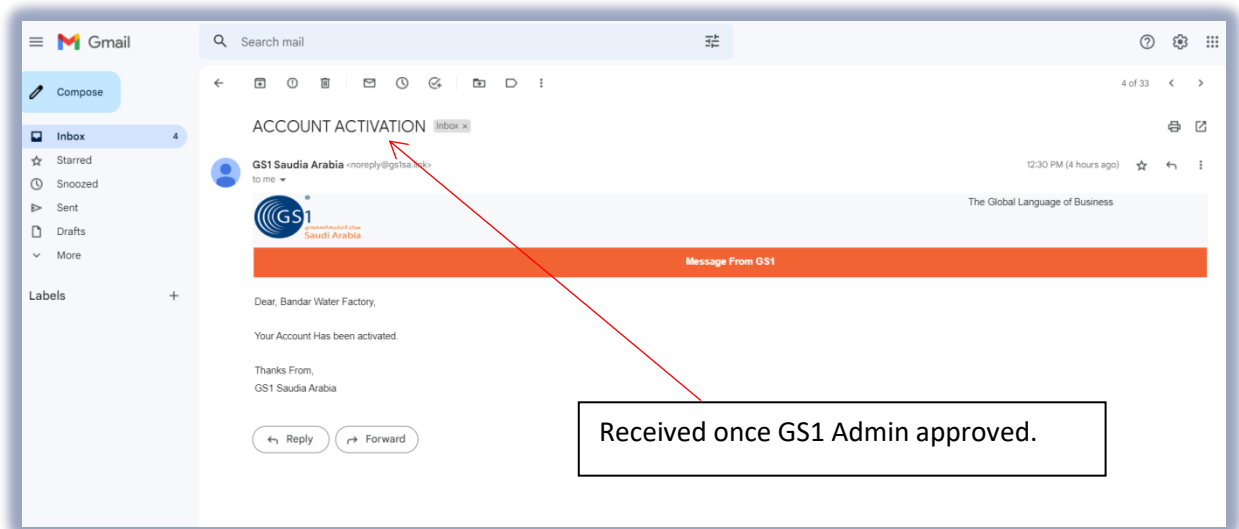 Gmail
Search mail
Compose
4 of 33
Inbox 4
Starred
Snoozed
Sent
Drafts
More
Labels +
ACCOUNT ACTIVATION Inbox x
GS1 Saudia Arabia <noreply@gs1sa.link>
to me
12:30 PM (4 hours ago)
GS1
Saudi Arabia
The Global Language of Business
Message From GS1
Dear, Bandar Water Factory,
Your Account Has been activated.
Thanks From,
GS1 Saudia Arabia
Reply
Forward
Received once GS1 Admin approved.